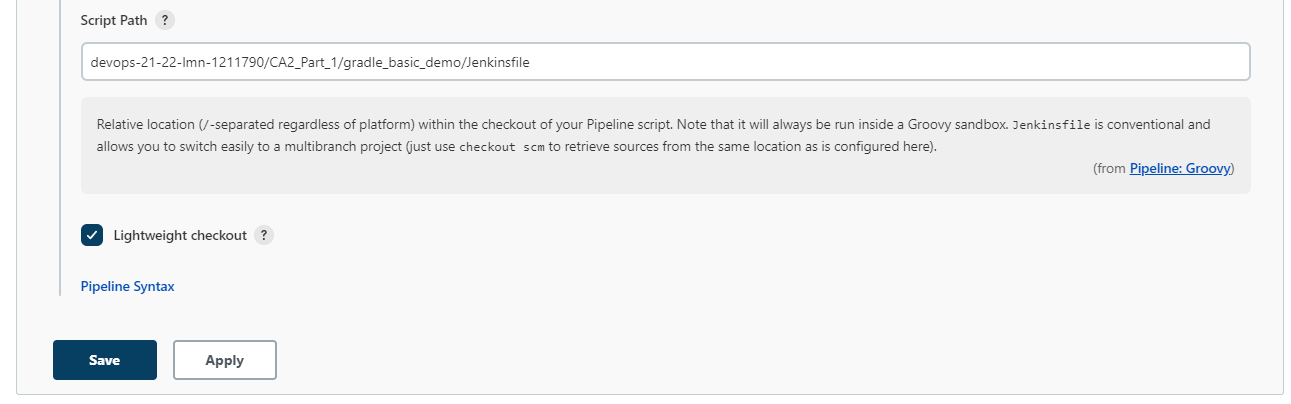 Script Path ?
devops-21-22-lmn-1211790/CA2_Part_1/gradle_basic_demo/Jenkinsfile
Relative location (/-separated regardless of platform) within the checkout of your Pipeline script. Note that it will always be run inside a Groovy sandbox. Jenkinsfile is conventional and
allows you to switch easily to a multibranch project (just use checkout scm to retrieve sources from the same location as is configured here).
(from Pipeline: Groovy)
Lightweight checkout ?
Pipeline Syntax
Save Apply